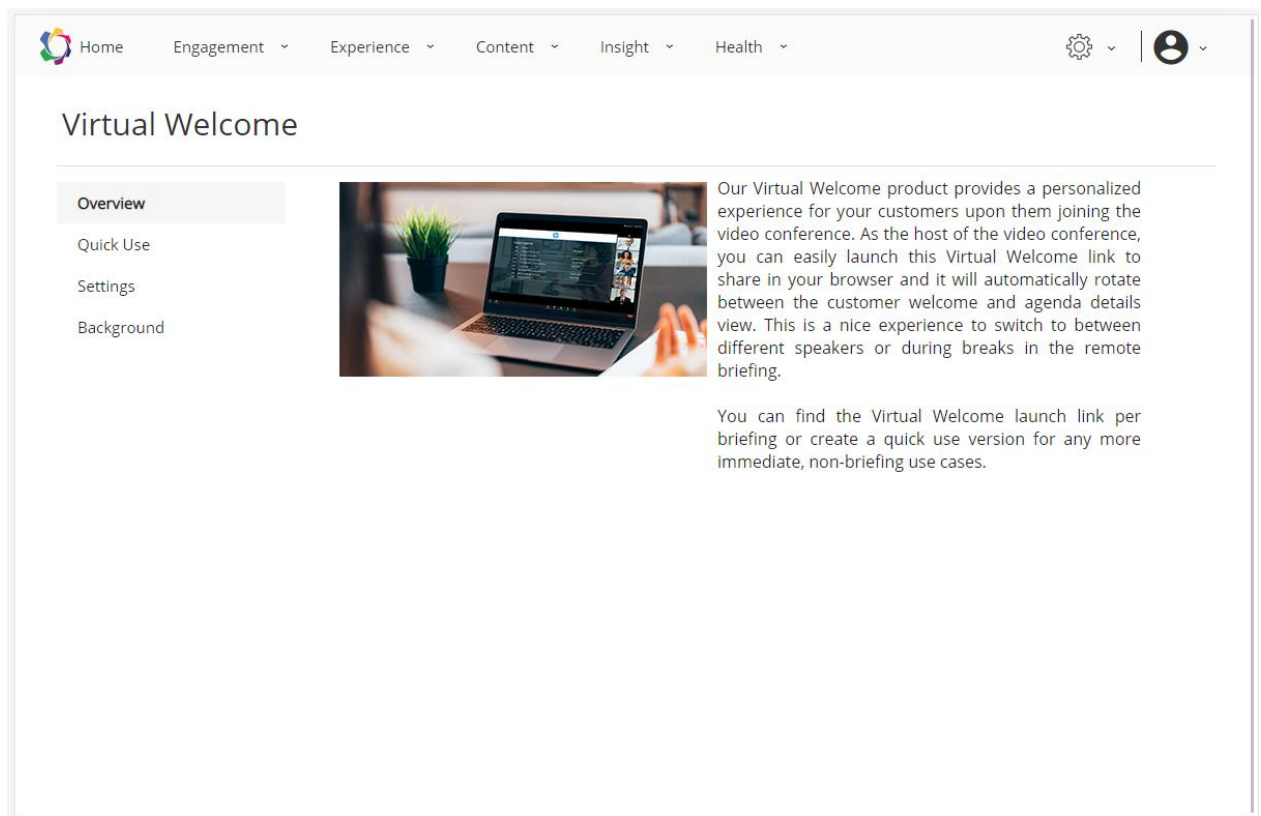 Home Engagement Experience Content Insight Health
Virtual Welcome
Overview
Quick Use
Settings
Background
Our Virtual Welcome product provides a personalized
experience for your customers upon them joining the
video conference. As the host of the video conference,
you can easily launch this Virtual Welcome link to
share in your browser and it will automatically rotate
between the customer welcome and agenda details
view. This is a nice experience to switch to between
different speakers or during breaks in the remote
briefing.
You can find the Virtual Welcome launch link per
briefing or create a quick use version for any more
immediate, non-briefing use cases.